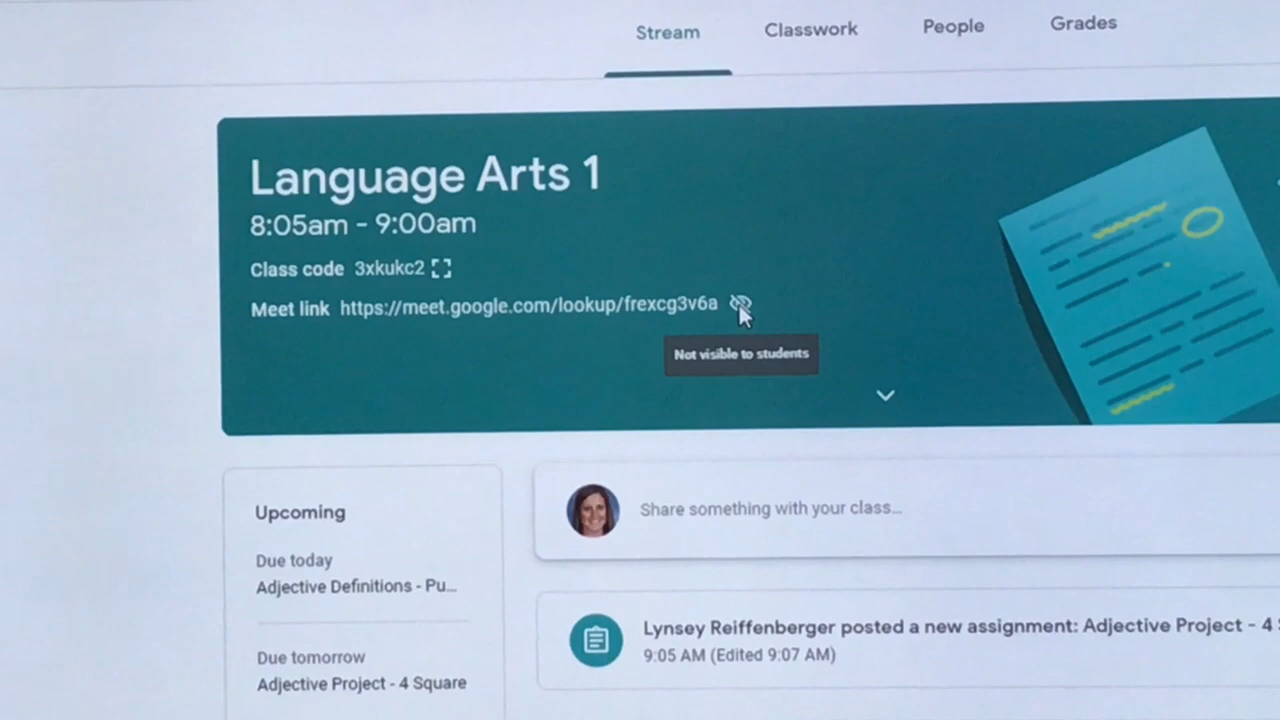 Stream Classwork People Grades
Language Arts 1
8:05am - 9:00am
Class code 3xkukc2
Meet link https://meet.google.com/lookup/frexcg3v6a
Not visible to students
Upcoming
Due today
Adjective Definitions - Pu...
Due tomorrow
Adjective Project - 4 Square
Share something with your class...
Lynsey Reiffenberger posted a new assignment: Adjective Project - 4
9:05 AM (Edited 9:07 AM)